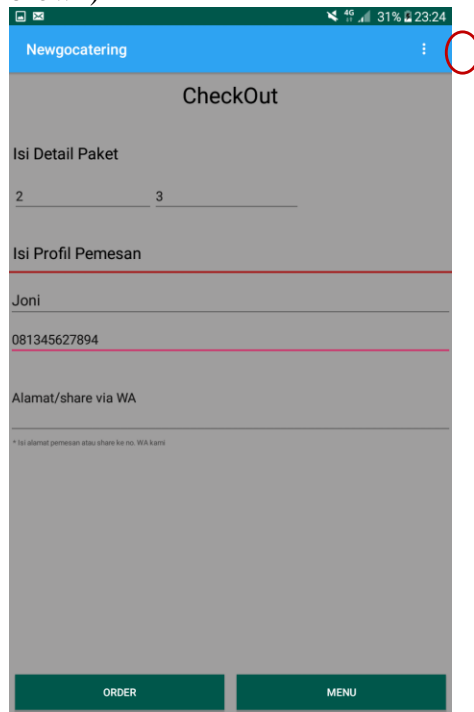 4G 31% 23:24
Newgocatering
CheckOut
Isi Detail Paket
2 3
Isi Profil Pemesan
Joni
081345627894
Alamat/share via WA
* Isi alamat pemesan atau share ke no. WA kami
ORDER MENU